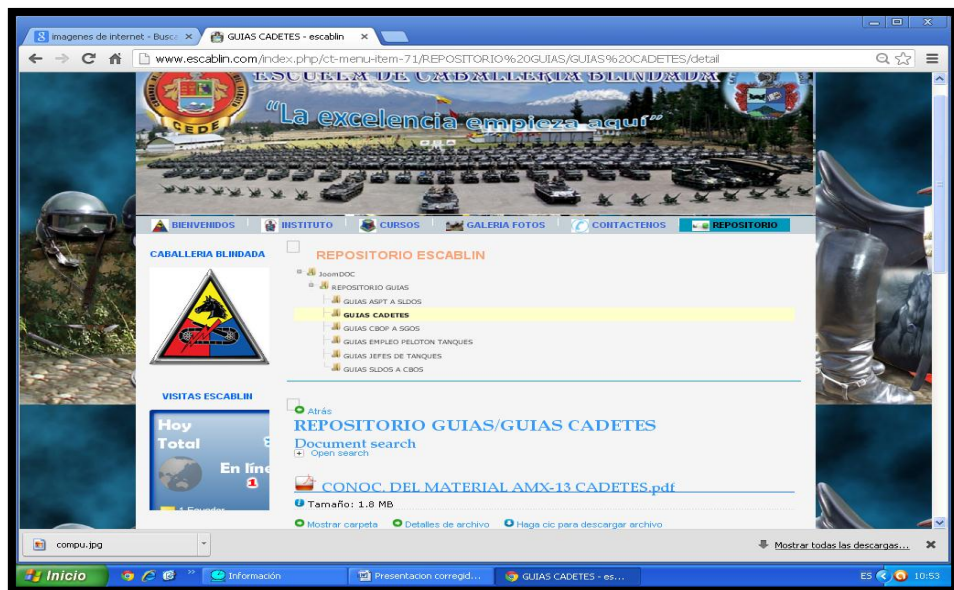 imagenes de internet - Busca
GUIAS CADETES - escablin
www.escablin.com/index.php/ct-menu-item-71/REPOSITORIO%20GUIAS/GUIAS%20CADETES/detail
ESCUELA DE CABALLERIA BLINDADA
CEDE
"La excelencia empieza aquí"
BIENVENIDOS
INSTITUTO
CURSOS
GALERIA FOTOS
CONTACTENOS
REPOSITORIO
CABALLERIA BLINDADA
REPOSITORIO ESCABLIN
JoomDOC
REPOSITORIO GUIAS
GUIAS ASPT A SLDOS
GUIAS CADETES
GUIAS CBOP A SGOS
GUIAS EMPLEO PELOTON TANQUES
GUIAS JEFES DE TANQUES
GUIAS SLDOS A CBOS
VISITAS ESCABLIN
Hoy
Total
En líne
1
1 Ecuador
Atrás
REPOSITORIO GUIAS/GUIAS CADETES
Document search
Open search
CONOC. DEL MATERIAL AMX-13 CADETES.pdf
Tamaño: 1.8 MB
Mostrar carpeta
Detalles de archivo
Haga cic para descargar archivo
compu.jpg
Mostrar todas las descargas...
Inicio
Información
Presentacion corregid...
GUIAS CADETES - es...
ES
10:53